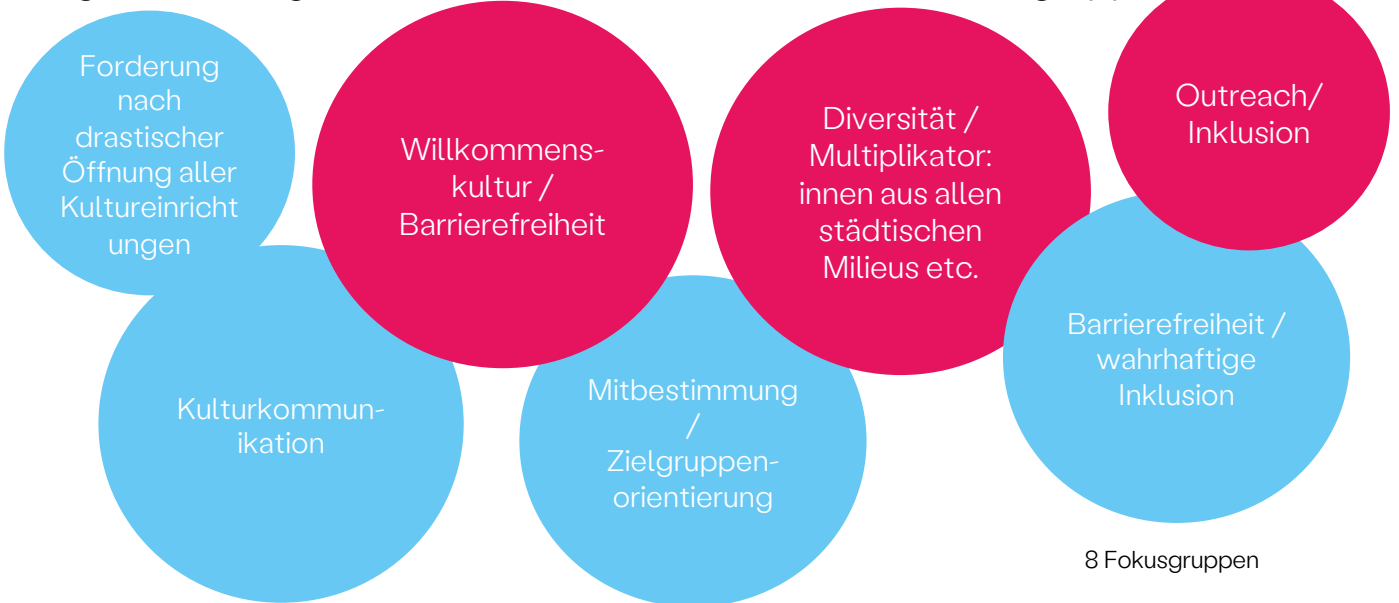 Forderung
nach
drastischer
Öffnung aller
Kultureinricht
ungen
Willkommens-
kultur /
Barrierefreiheit
Diversität /
Multiplikator:
innen aus allen
städtischen
Milieus etc.
Outreach/
Inklusion
Kulturkommun-
ikation
Mitbestimmung
/
Zielgruppen-
orientierung
Barrierefreiheit /
wahrhaftige
Inklusion
8 Fokusgruppen